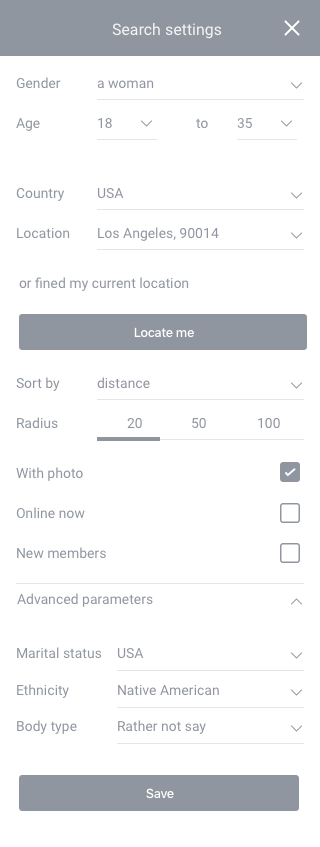 Search settings
Gender a woman
Age 18 to 35
Country USA
Location Los Angeles, 90014
or fined my current location
Locate me
Sort by distance
Radius 20 50 100
With photo
Online now
New members
Advanced parameters
Marital status USA
Ethnicity Native American
Body type Rather not say
Save